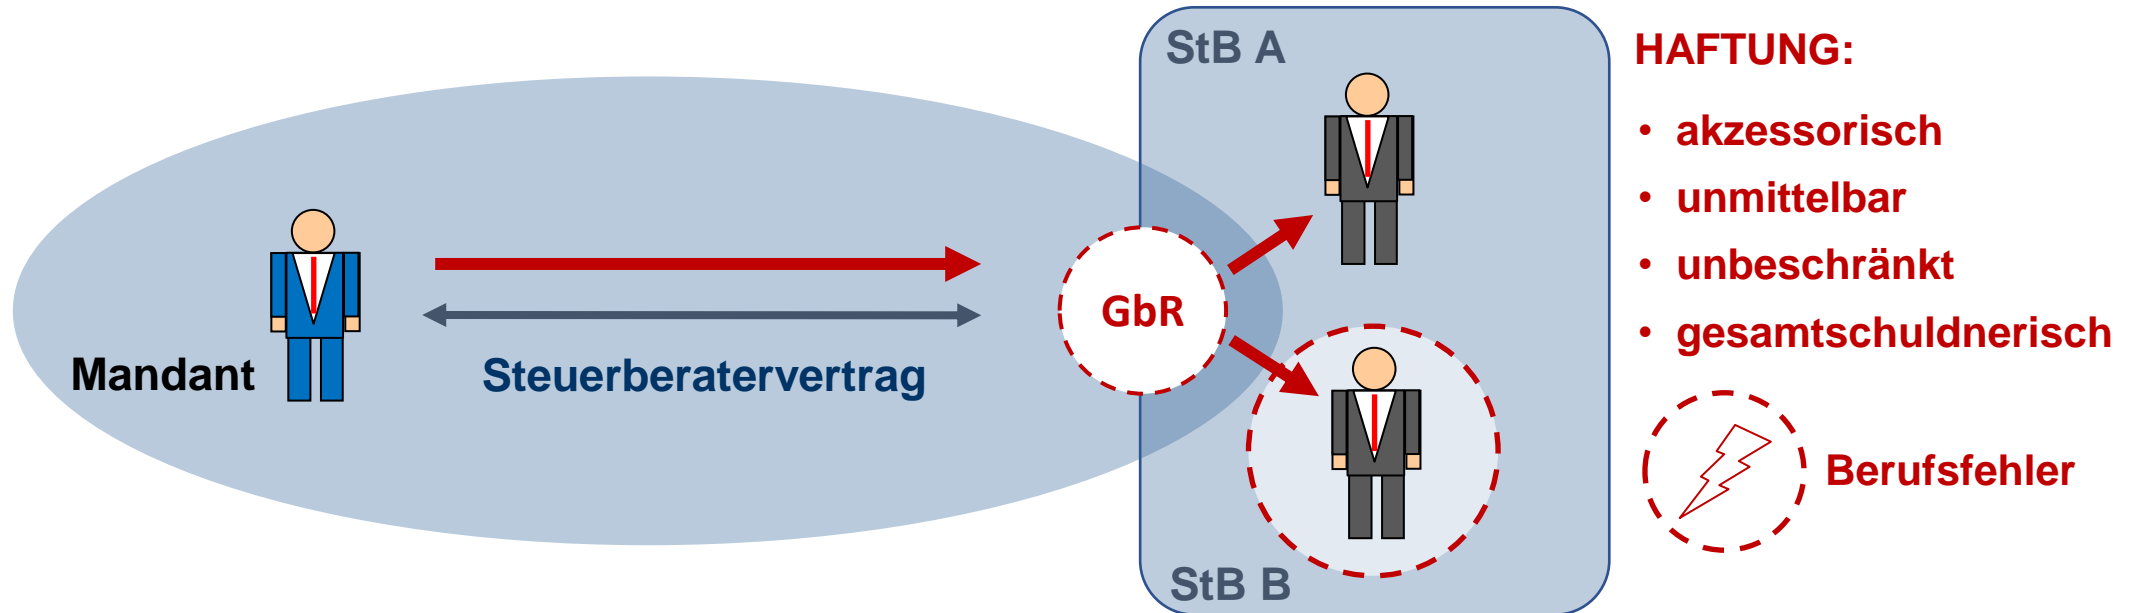 StB A
HAFTUNG:
• akzessorisch
• unmittelbar
• unbeschränkt
• gesamtschuldnerisch
GbR
Mandant
Steuerberatervertrag
Berufsfehler
StB B